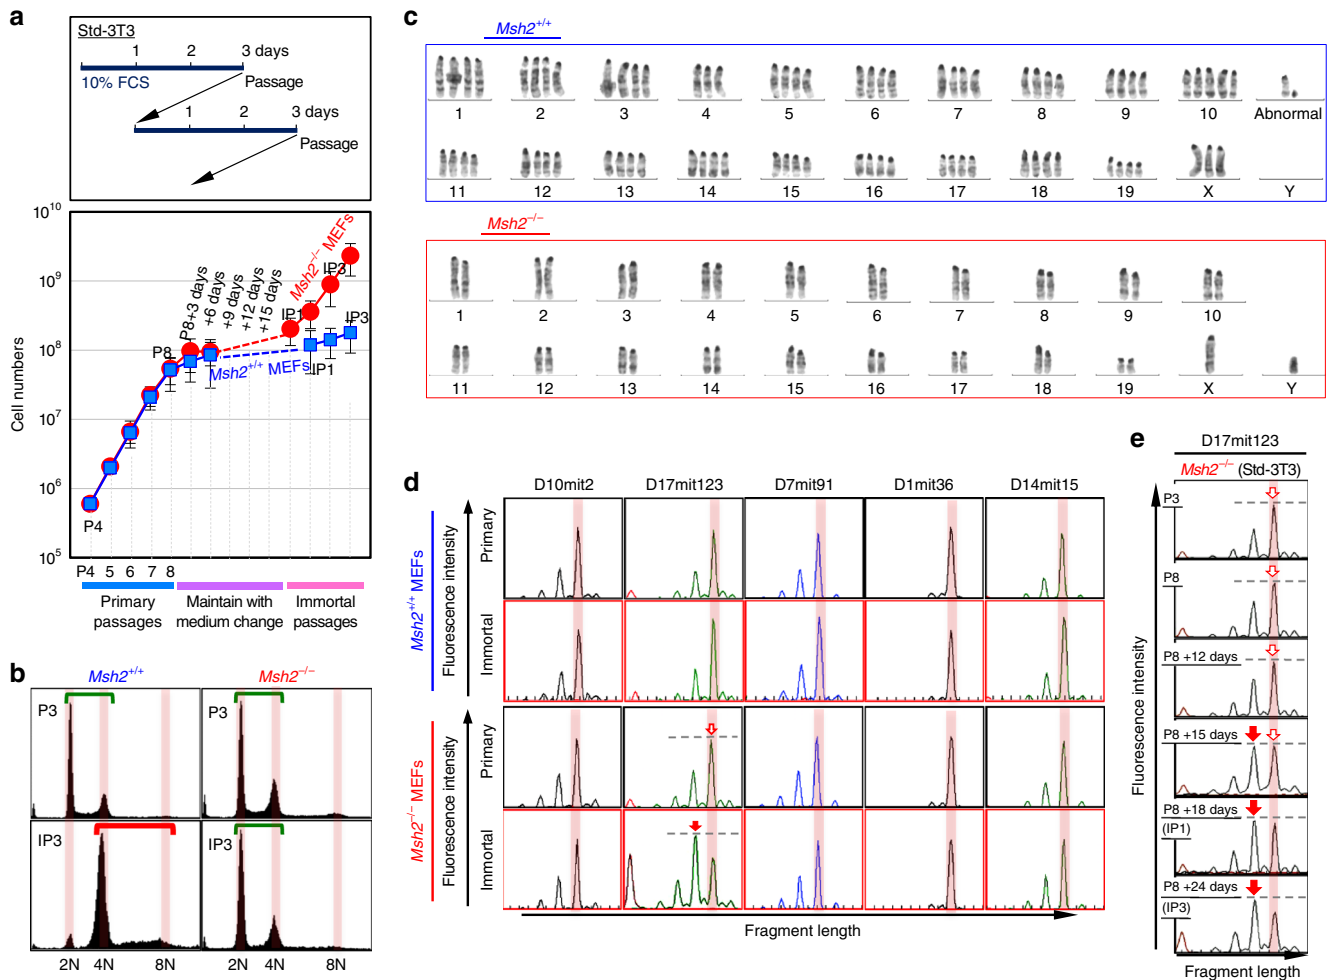 a
Std-3T3
1 2 3 days
10% FCS
Passage
1 2 3 days
Passage
10^10
10^9
10^8
10^7
10^6
10^5
Cell numbers
P4
P8
P8+3 days
+6 days
+9 days
+12 days
+15 days
Msh2–/– MEFs
IP1
IP3
Msh2+/+ MEFs
IP1
IP3
P4 5 6 7 8
Primary passages
Maintain with medium change
Immortal passages
b
Msh2+/+ Msh2–/–
P3 P3
IP3 IP3
2N 4N 8N 2N 4N 8N
c
Msh2+/+
1 2 3 4 5 6 7 8 9 10 Abnormal
11 12 13 14 15 16 17 18 19 X Y
Msh2–/–
1 2 3 4 5 6 7 8 9 10
11 12 13 14 15 16 17 18 19 X Y
d
D10mit2 D17mit123 D7mit91 D1mit36 D14mit15
Msh2+/+ MEFs
Fluorescence intensity
Primary
Immortal
Msh2–/– MEFs
Fluorescence intensity
Primary
Immortal
Fragment length
e
D17mit123
Msh2–/– (Std-3T3)
P3
P8
P8 +12 days
P8 +15 days
P8 +18 days
(IP1)
P8 +24 days
(IP3)
Fluorescence intensity
Fragment length